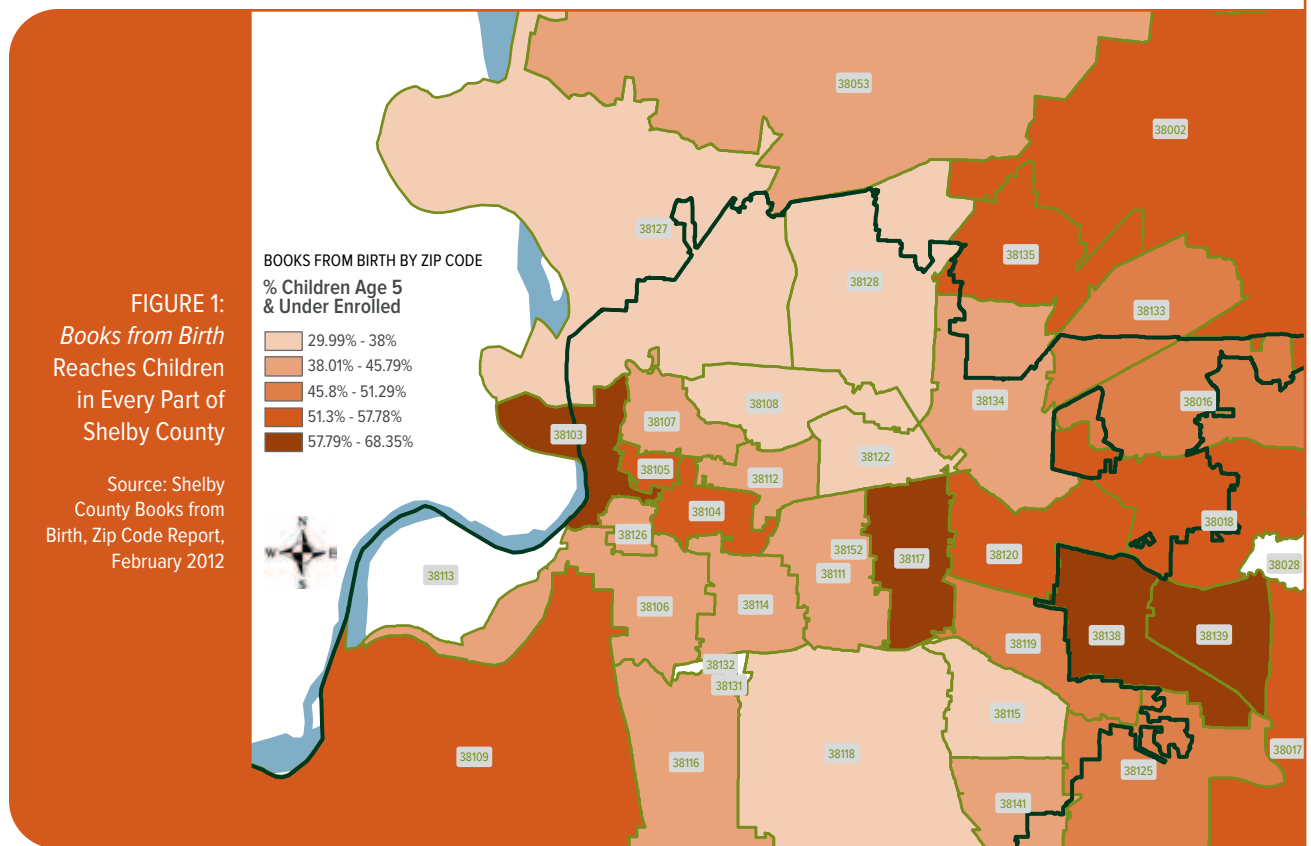 FIGURE 1:
Books from Birth
Reaches Children
in Every Part of
Shelby County
Source: Shelby
County Books from
Birth, Zip Code Report,
February 2012
BOOKS FROM BIRTH BY ZIP CODE
% Children Age 5
& Under Enrolled
29.99% - 38%
38.01% - 45.79%
45.8% - 51.29%
51.3% - 57.78%
57.79% - 68.35%
N
W E
S
38053
38002
38127
38135
38128
38133
38134
38016
38108
38107
38103
38122
38105
38112
38104
38018
38126
38152
38117
38120
38028
38111
38113
38106
38114
38138
38139
38119
38132
38131
38115
38017
38109
38118
38116
38125
38141